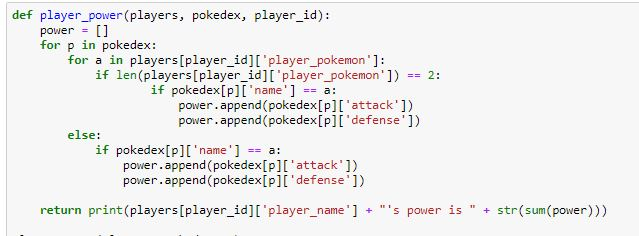 def player_power(players, pokedex, player_id):
    power = []
    for p in pokedex:
        for a in players[player_id]['player_pokemon']:
            if len(players[player_id]['player_pokemon']) == 2:
                    if pokedex[p]['name'] == a:
                        power.append(pokedex[p]['attack'])
                        power.append(pokedex[p]['defense'])
        else:
            if pokedex[p]['name'] == a:
                power.append(pokedex[p]['attack'])
                power.append(pokedex[p]['defense'])
    return print(players[player_id]['player_name'] + "'s power is " + str(sum(power)))